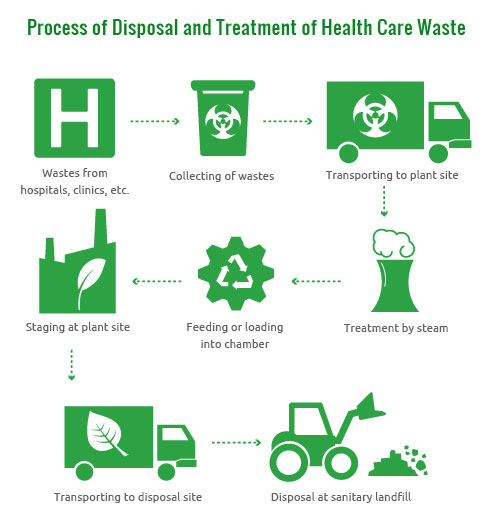 Process of Disposal and Treatment of Health Care Waste
H
Wastes from
hospitals, clinics, etc.
Collecting of wastes
Transporting to plant site
Staging at plant site
Feeding or loading
into chamber
Treatment by steam
Transporting to disposal site
Disposal at sanitary landfill